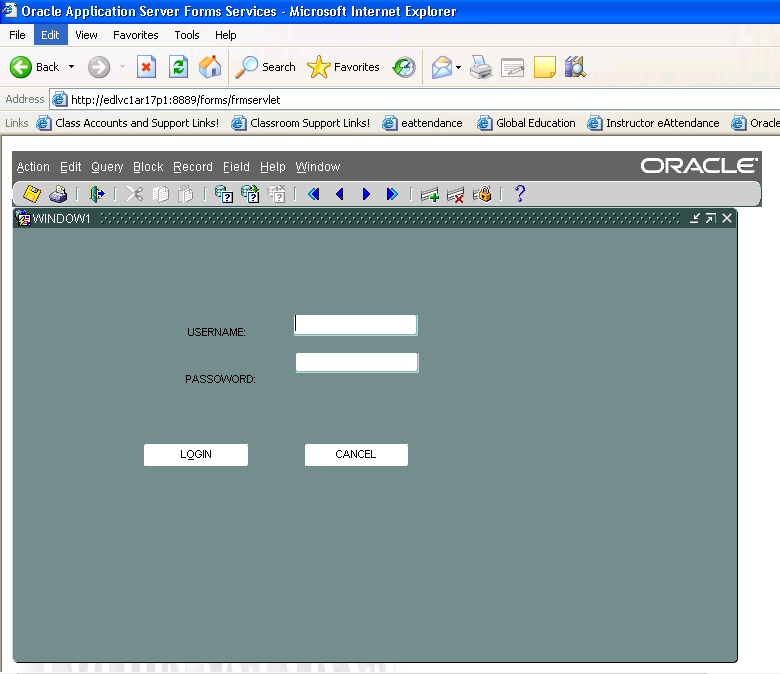 Oracle Application Server Forms Services - Microsoft Internet Explorer
File Edit View Favorites Tools Help
Back Search Favorites
Address http://edlvc1ar17p1:8889/forms/frmservlet
Links Class Accounts and Support Links! Classroom Support Links! eattendance Global Education Instructor eAttendance Oracle
Action Edit Query Block Record Field Help Window ORACLE
WINDOW1
USERNAME:
PASSOWORD:
LOGIN CANCEL